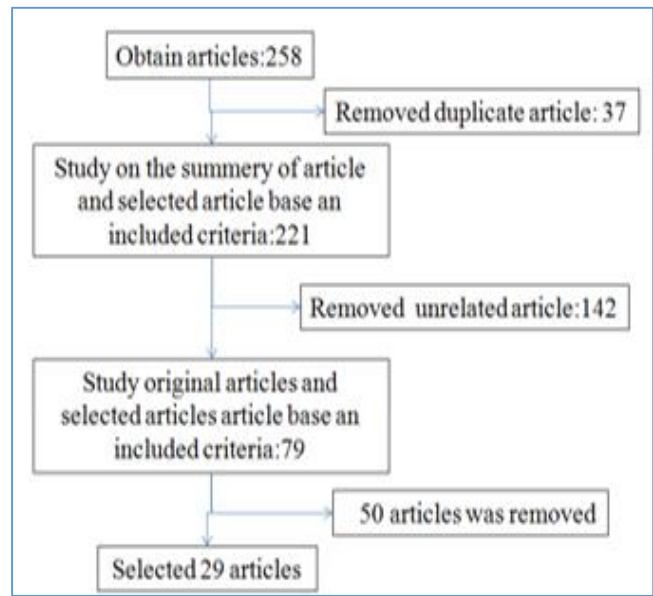 Obtain articles:258
Removed duplicate article: 37
Study on the summery of article
and selected article base an
included criteria:221
Removed unrelated article:142
Study original articles and
selected articles article base an
included criteria:79
50 articles was removed
Selected 29 articles